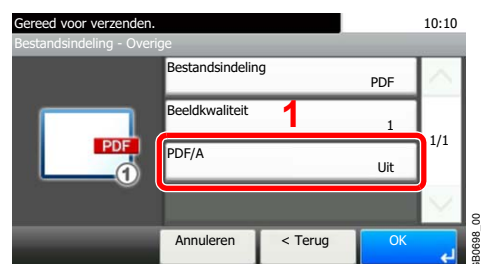 Gereed voor verzenden.
10:10
Bestandsindeling - Overige
Bestandsindeling
PDF
Beeldkwaliteit
1
1
1/1
PDF/A
Uit
PDF
1
Annuleren
< Terug
OK